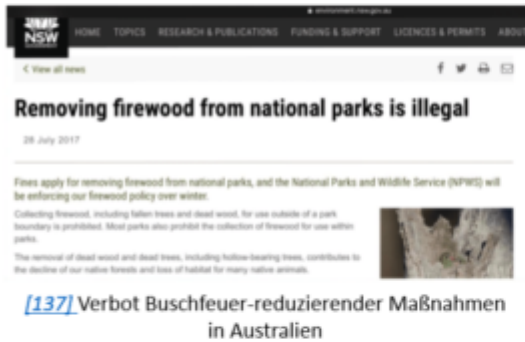 environment.nsw.gov.au
NSW
HOME TOPICS RESEARCH & PUBLICATIONS FUNDING & SUPPORT LICENCES & PERMITS ABOU
< View all news
Removing firewood from national parks is illegal
28 July 2017
Fines apply for removing firewood from national parks, and the National Parks and Wildlife Service (NPWS) will
be enforcing our firewood policy over winter.
Collecting firewood, including fallen trees and dead wood, for use outside of a park
boundary is prohibited. Most parks also prohibit the collection of firewood for use within
parks.
The removal of dead wood and dead trees, including hollow-bearing trees, contributes to
the decline of our native forests and loss of habitat for many native animals.
[137] Verbot Buschfeuer-reduzierender Maßnahmen
in Australien